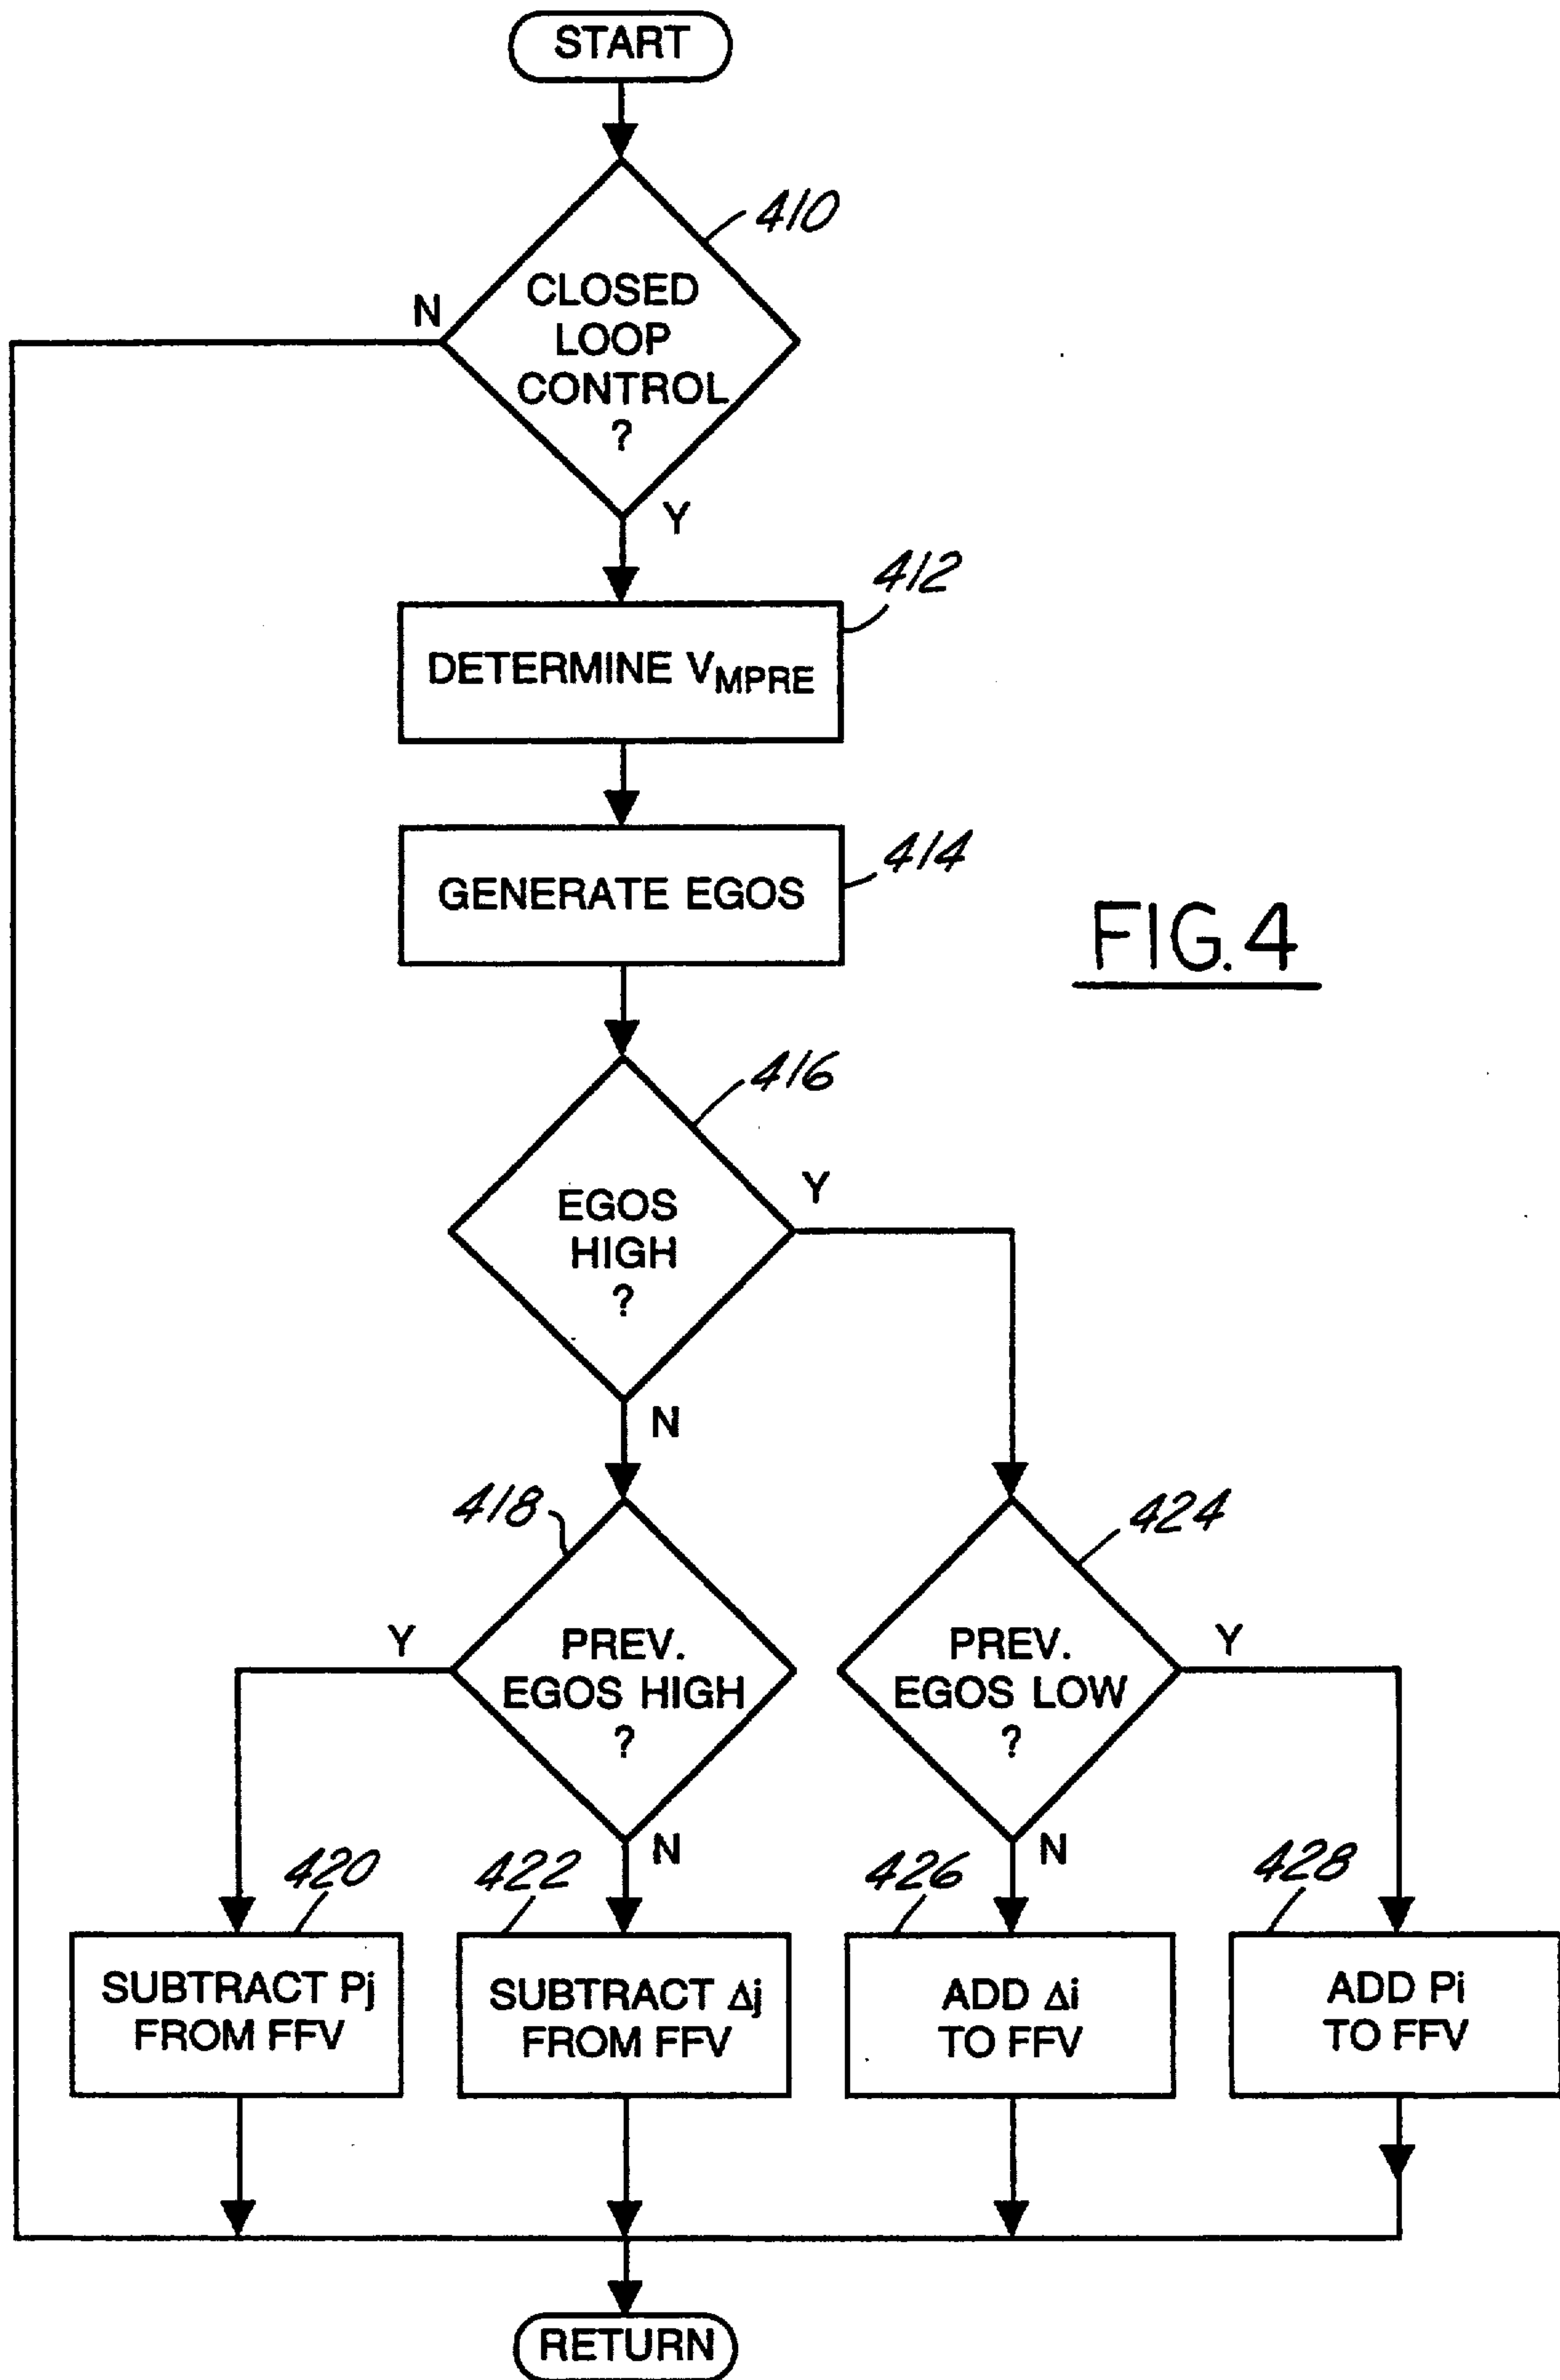 START
410
CLOSED
LOOP
CONTROL
?
N
Y
412
DETERMINE VMPRE
414
GENERATE EGOS
FIG.4
416
EGOS
HIGH
?
Y
N
418
PREV.
EGOS HIGH
?
Y
N
424
PREV.
EGOS LOW
?
Y
N
420
SUBTRACT Pj
FROM FFV
422
SUBTRACT Δj
FROM FFV
426
ADD Δi
TO FFV
428
ADD Pi
TO FFV
RETURN